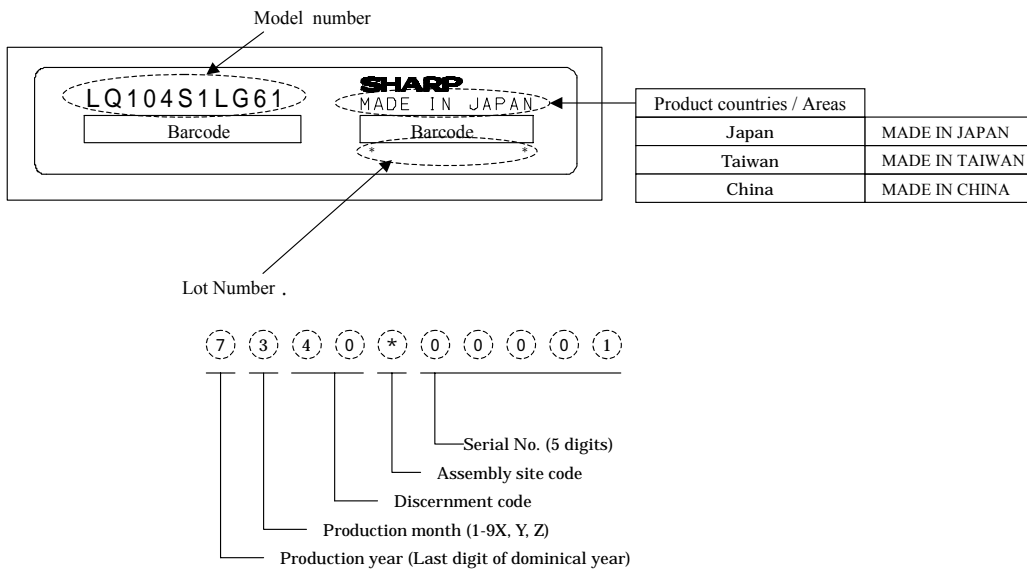 Model number
LQ104S1LG61
SHARP
MADE IN JAPAN
Barcode
Barcode
* *
Product countries / Areas
Japan MADE IN JAPAN
Taiwan MADE IN TAIWAN
China MADE IN CHINA
Lot Number .
7 3 4 0 * 0 0 0 0 1
Serial No. (5 digits)
Assembly site code
Discernment code
Production month (1-9X, Y, Z)
Production year (Last digit of dominical year)